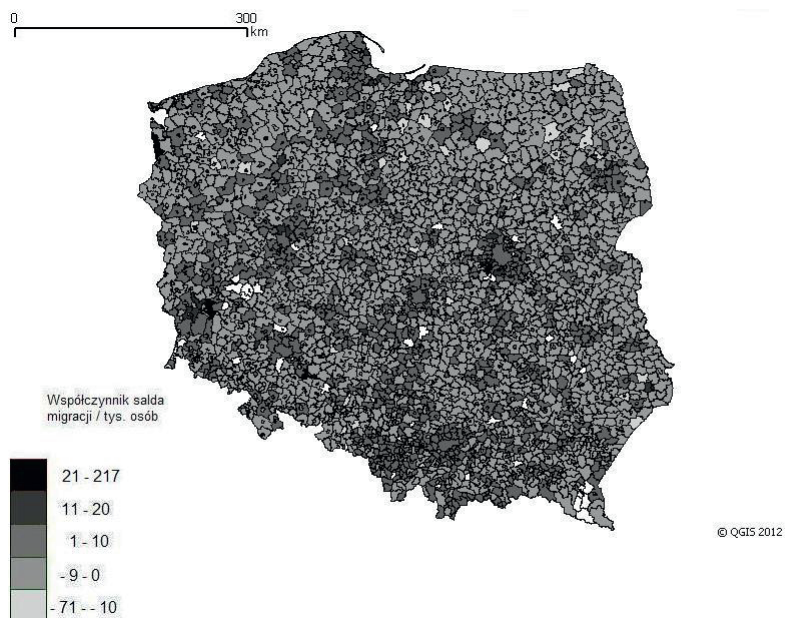 0 300
km
Współczynnik salda
migracji / tys. osób
21 - 217
11 - 20
1 - 10
- 9 - 0
- 71 - - 10
© QGIS 2012